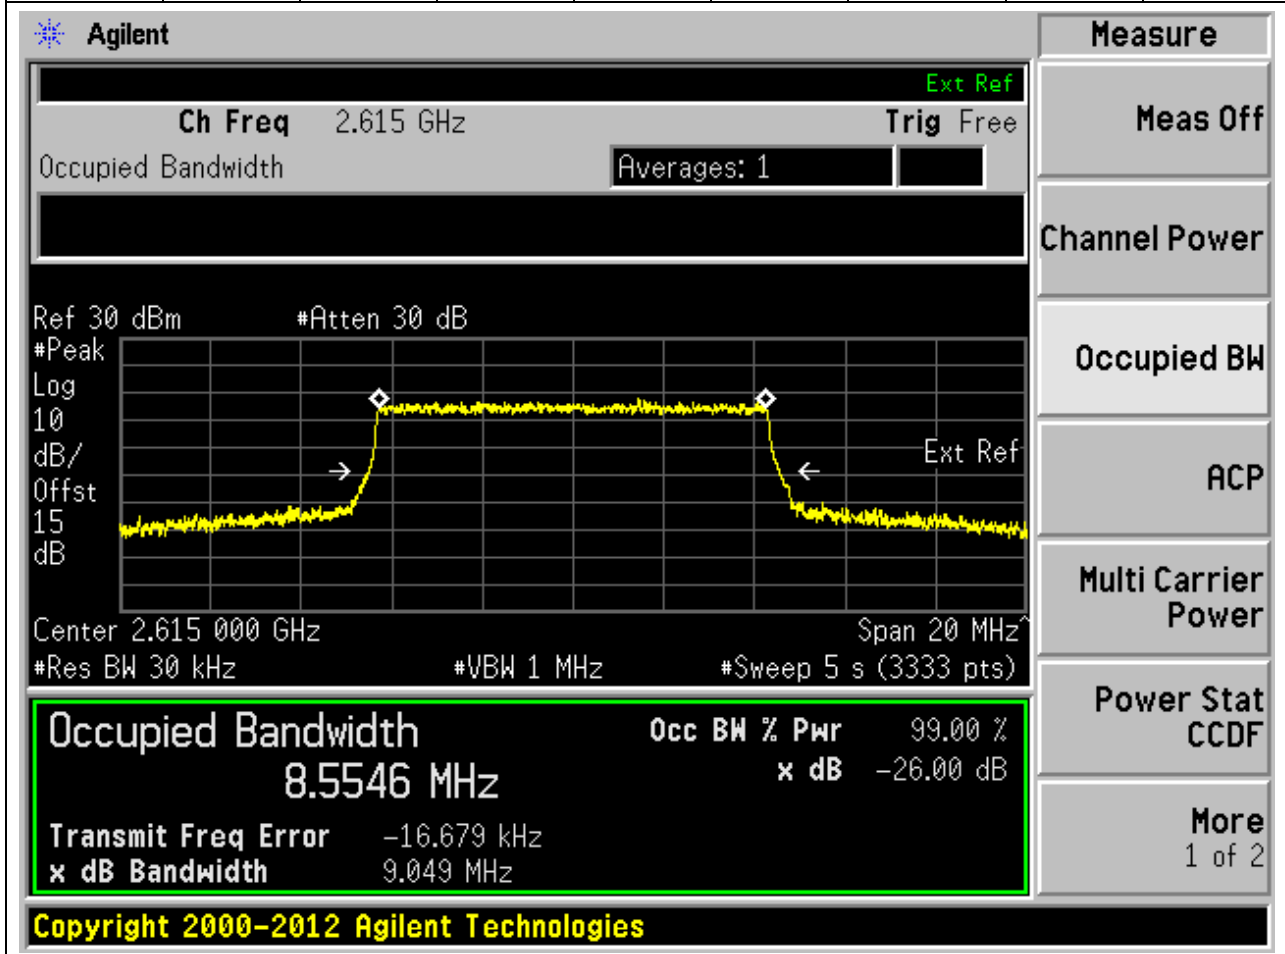 Agilent
Measure
Ext Ref
Ch Freq 2.615 GHz Trig Free
Meas Off
Occupied Bandwidth Averages: 1
Channel Power
Ref 30 dBm #Atten 30 dB
#Peak
Log
10
dB/
Offst
15
dB
Ext Ref
Occupied BW
ACP
Center 2.615 000 GHz Span 20 MHz^
#Res BW 30 kHz #VBW 1 MHz #Sweep 5 s (3333 pts)
Multi Carrier
Power
Occupied Bandwidth Occ BW % Pwr 99.00 %
8.5546 MHz x dB -26.00 dB
Transmit Freq Error -16.679 kHz
x dB Bandwidth 9.049 MHz
Power Stat
CCDF
More
1 of 2
Copyright 2000-2012 Agilent Technologies